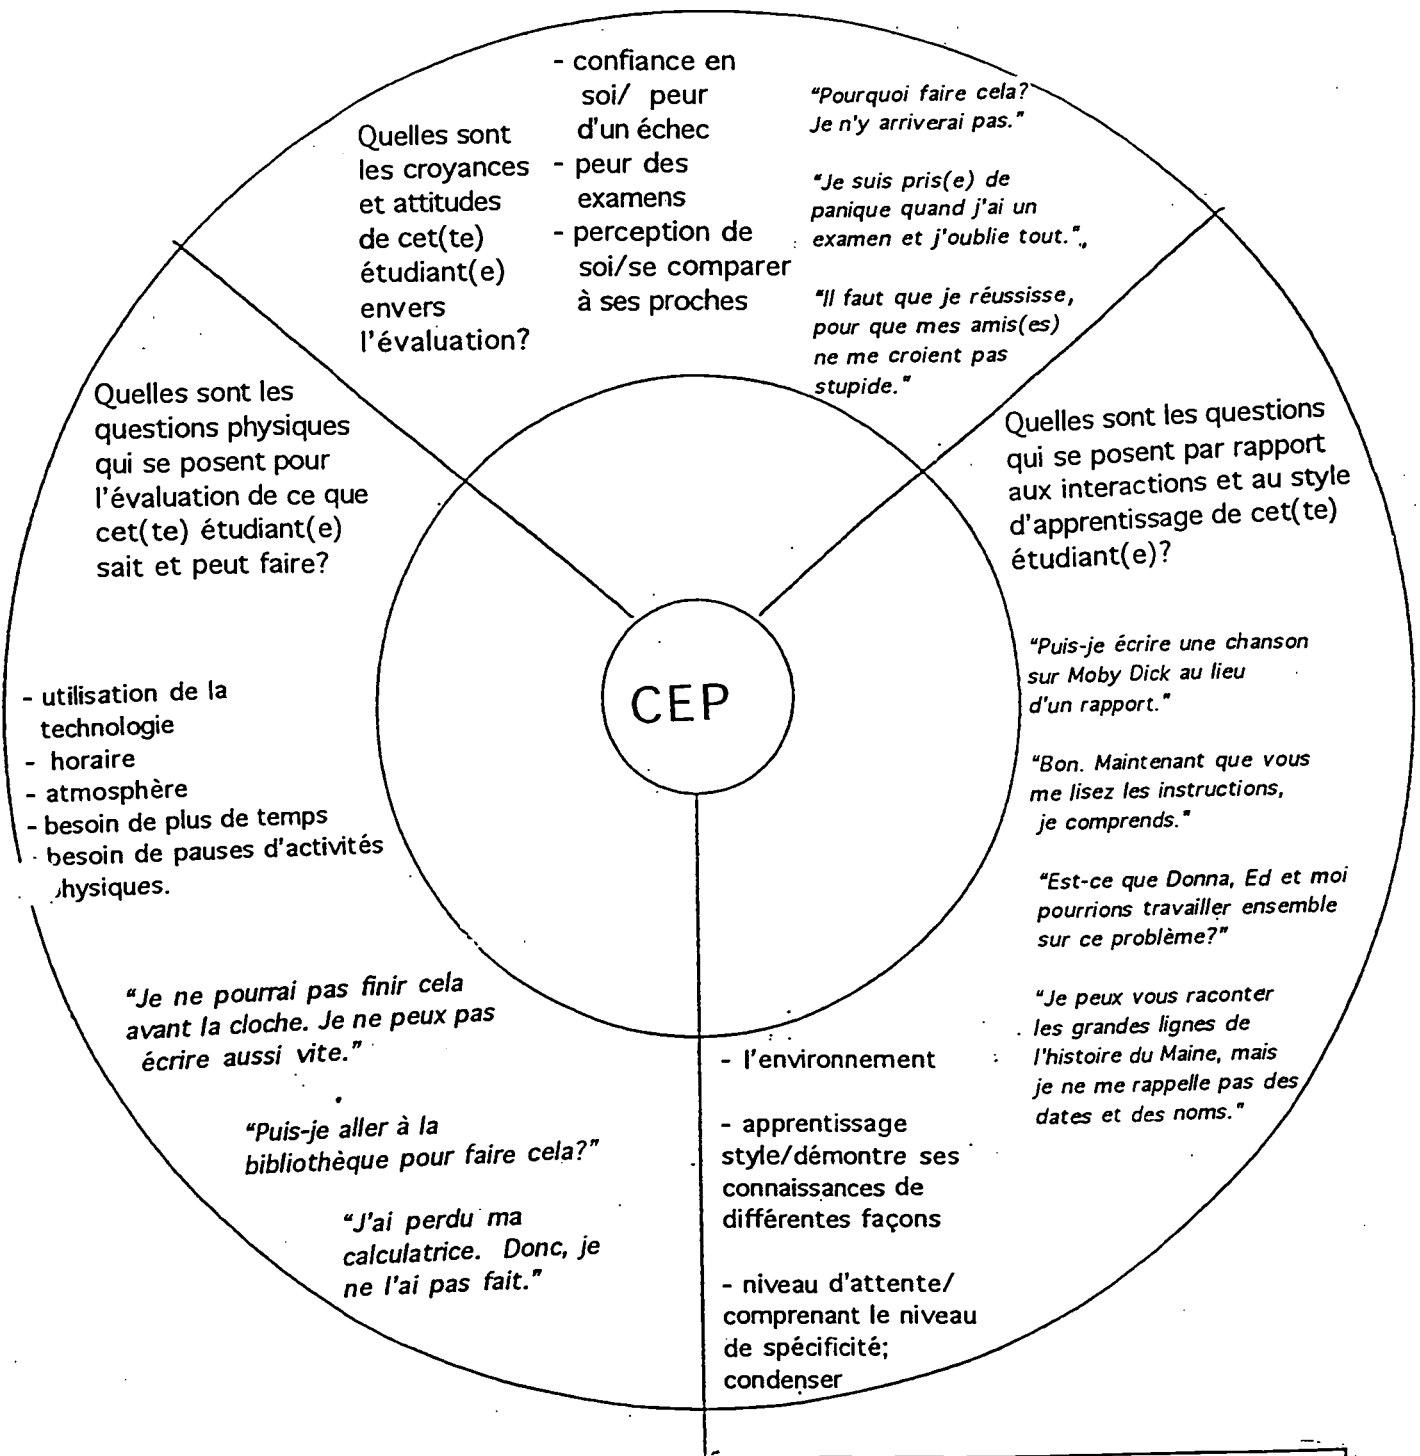 Quelles sont
les croyances
et attitudes
de cet(te)
étudiant(e)
envers
l'évaluation?
- confiance en
soi/ peur
d'un échec
- peur des
examens
- perception de
soi/se comparer
à ses proches
"Pourquoi faire cela?
Je n'y arriverai pas."
"Je suis pris(e) de
panique quand j'ai un
examen et j'oublie tout."
"Il faut que je réussisse,
pour que mes amis(es)
ne me croient pas
stupide."
Quelles sont les
questions physiques
qui se posent pour
l'évaluation de ce que
cet(te) étudiant(e)
sait et peut faire?
- utilisation de la
technologie
- horaire
- atmosphère
- besoin de plus de temps
- besoin de pauses d'activités
hysiques.
"Je ne pourrai pas finir cela
avant la cloche. Je ne peux pas
écrire aussi vite."
"Puis-je aller à la
bibliothèque pour faire cela?"
"J'ai perdu ma
calculatrice. Donc, je
ne l'ai pas fait."
CEP
Quelles sont les questions
qui se posent par rapport
aux interactions et au style
d'apprentissage de cet(te)
étudiant(e)?
"Puis-je écrire une chanson
sur Moby Dick au lieu
d'un rapport."
"Bon. Maintenant que vous
me lisez les instructions,
je comprends."
"Est-ce que Donna, Ed et moi
pourrions travailler ensemble
sur ce problème?"
"Je peux vous raconter
les grandes lignes de
l'histoire du Maine, mais
je ne me rappelle pas des
dates et des noms."
- l'environnement
- apprentissage
style/démontre ses
connaissances de
différentes façons
- niveau d'attente/
comprenant le niveau
de spécificité;
condenser